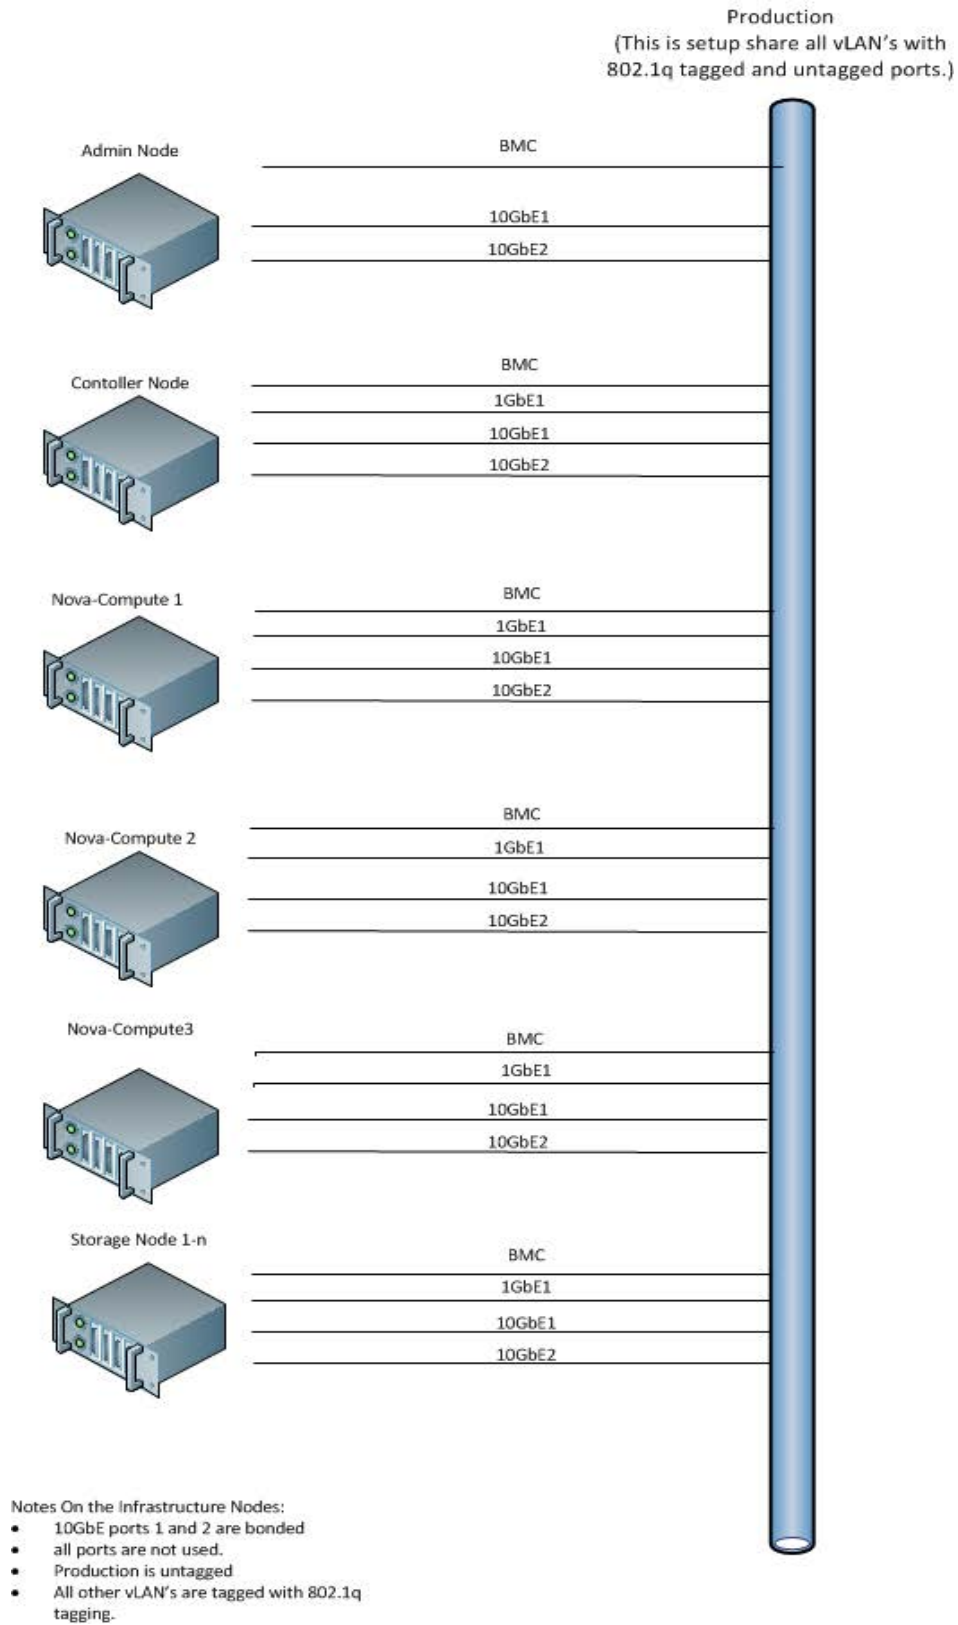 Production
(This is setup share all vLAN's with
802.1q tagged and untagged ports.)
Admin Node
BMC
10GbE1
10GbE2
Contoller Node
BMC
1GbE1
10GbE1
10GbE2
Nova-Compute 1
BMC
1GbE1
10GbE1
10GbE2
Nova-Compute 2
BMC
1GbE1
10GbE1
10GbE2
Nova-Compute3
BMC
1GbE1
10GbE1
10GbE2
Storage Node 1-n
BMC
1GbE1
10GbE1
10GbE2
Notes On the Infrastructure Nodes:
• 10GbE ports 1 and 2 are bonded
• all ports are not used.
• Production is untagged
• All other vLAN's are tagged with 802.1q
tagging.